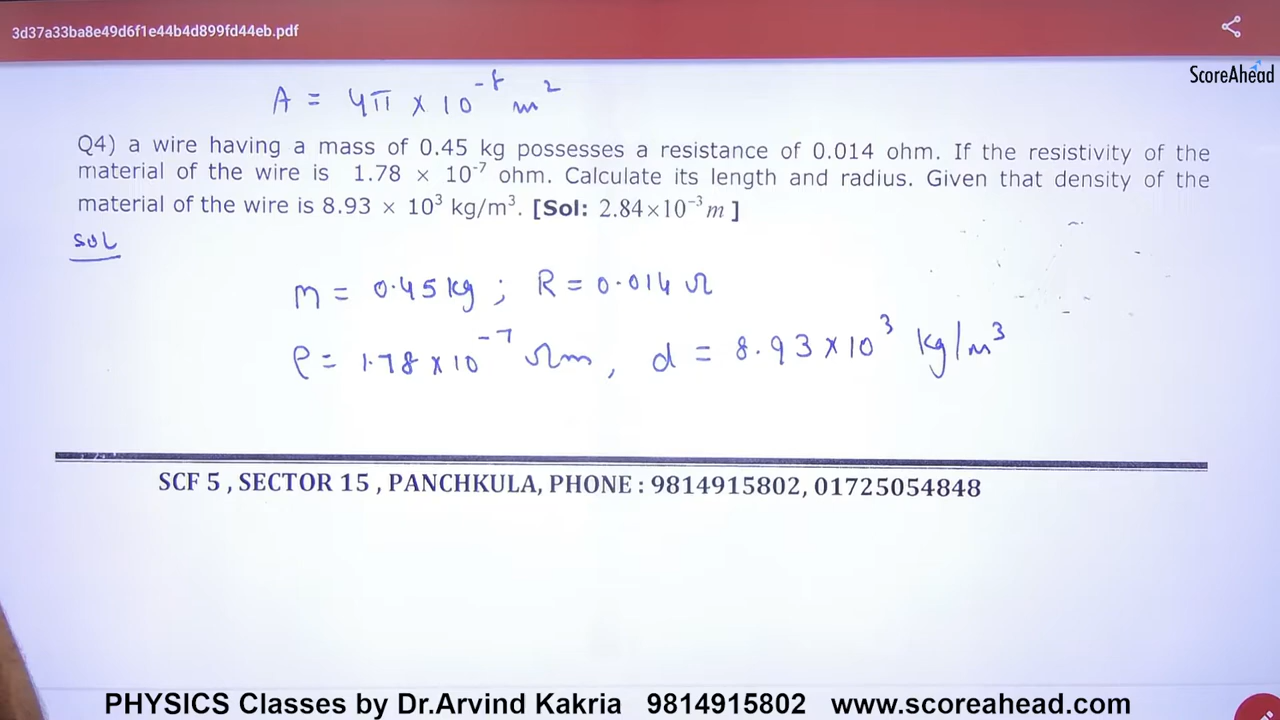 3d37a33ba8e49d6f1e44b4d899fd44eb.pdf
ScoreAhead
A = 4π × 10⁻⁸ m²
Q4) a wire having a mass of 0.45 kg possesses a resistance of 0.014 ohm. If the resistivity of the
material of the wire is 1.78 × 10⁻⁷ ohm. Calculate its length and radius. Given that density of the
material of the wire is 8.93 × 10³ kg/m³. [Sol: 2.84×10⁻³ m ]
SOL
m = 0.45 kg ; R = 0.014 Ω
ρ = 1.78 × 10⁻⁷ Ωm, d = 8.93 × 10³ kg/m³
SCF 5 , SECTOR 15 , PANCHKULA, PHONE : 9814915802, 01725054848
PHYSICS Classes by Dr.Arvind Kakria 9814915802 www.scoreahead.com